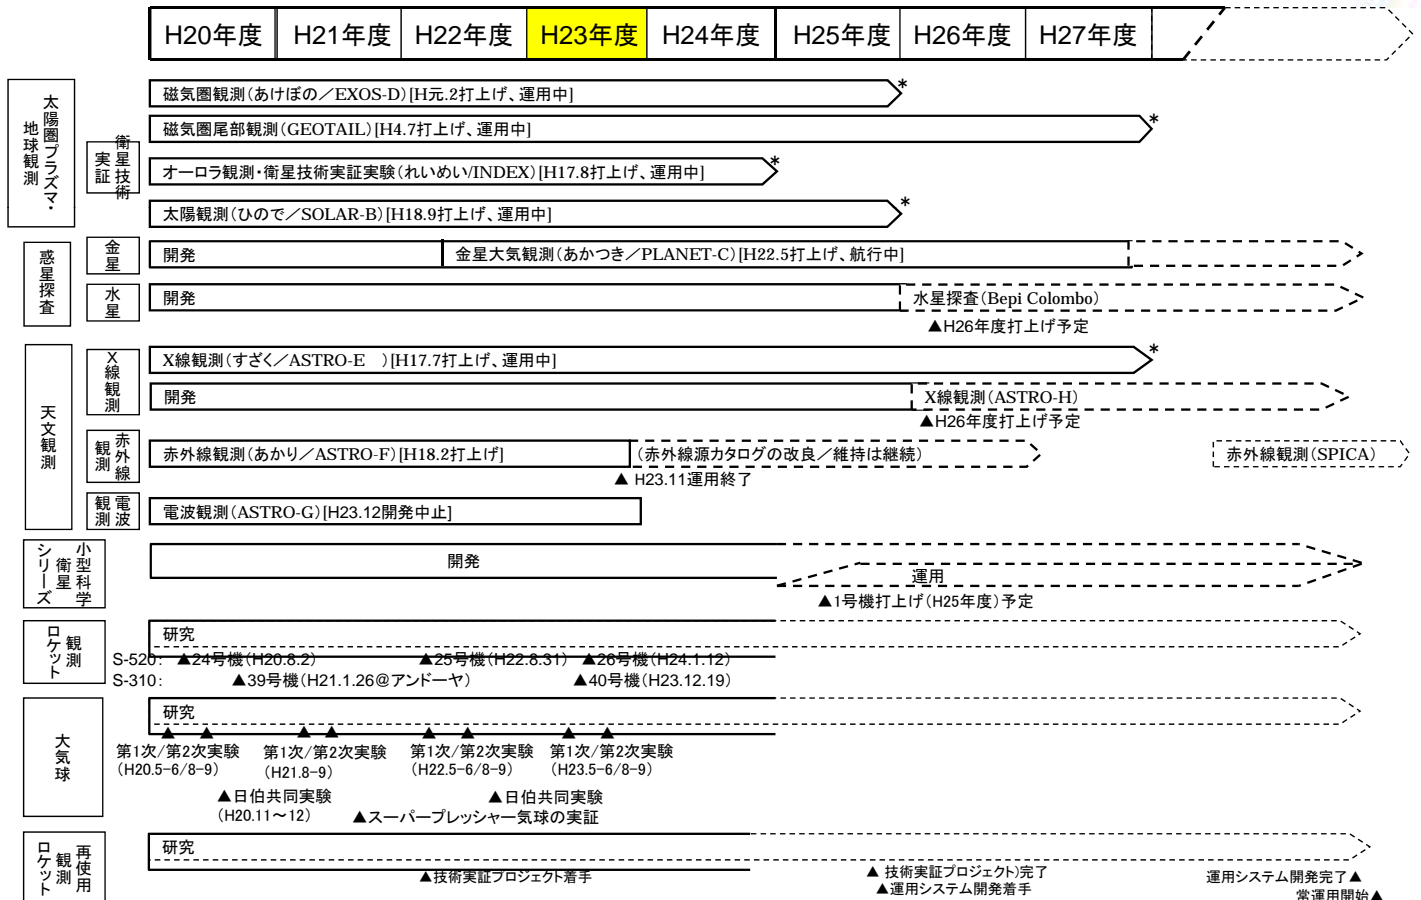 H20年度 H21年度 H22年度 H23年度 H24年度 H25年度 H26年度 H27年度
太陽圏プラズマ・地球観測
磁気圏観測(あけぼの／EXOS-D)[H元.2打上げ、運用中]
*
磁気圏尾部観測(GEOTAIL)[H4.7打上げ、運用中]
*
衛星技術実証
オーロラ観測・衛星技術実証実験(れいめい/INDEX)[H17.8打上げ、運用中]
*
太陽観測(ひので／SOLAR-B)[H18.9打上げ、運用中]
*
惑星探査
金星
開発
金星大気観測(あかつき／PLANET-C)[H22.5打上げ、航行中]
水星
開発
水星探査(Bepi Colombo)
▲H26年度打上げ予定
天文観測
X線観測
X線観測(すざく／ASTRO-E )[H17.7打上げ、運用中]
*
開発
X線観測(ASTRO-H)
▲H26年度打上げ予定
赤外線観測
赤外線観測(あかり／ASTRO-F)[H18.2打上げ]
(赤外線源カタログの改良／維持は継続)
赤外線観測(SPICA)
▲ H23.11運用終了
電波観測
電波観測(ASTRO-G)[H23.12開発中止]
小型科学衛星シリーズ
開発
運用
▲1号機打上げ(H25年度)予定
観測ロケット
研究
S-520: ▲24号機(H20.8.2) ▲25号機(H22.8.31) ▲26号機(H24.1.12)
S-310: ▲39号機(H21.1.26@アンドーヤ) ▲40号機(H23.12.19)
大気球
研究
▲ ▲ ▲ ▲ ▲ ▲ ▲ ▲
第1次/第2次実験 第1次/第2次実験 第1次/第2次実験 第1次/第2次実験
(H20.5-6/8-9) (H21.8-9) (H22.5-6/8-9) (H23.5-6/8-9)
▲日伯共同実験 ▲日伯共同実験
(H20.11～12) ▲スーパープレッシャー気球の実証
再使用観測ロケット
研究
▲技術実証プロジェクト着手
▲ 技術実証プロジェクト)完了
▲運用システム開発着手
運用システム開発完了▲
常運用開始▲